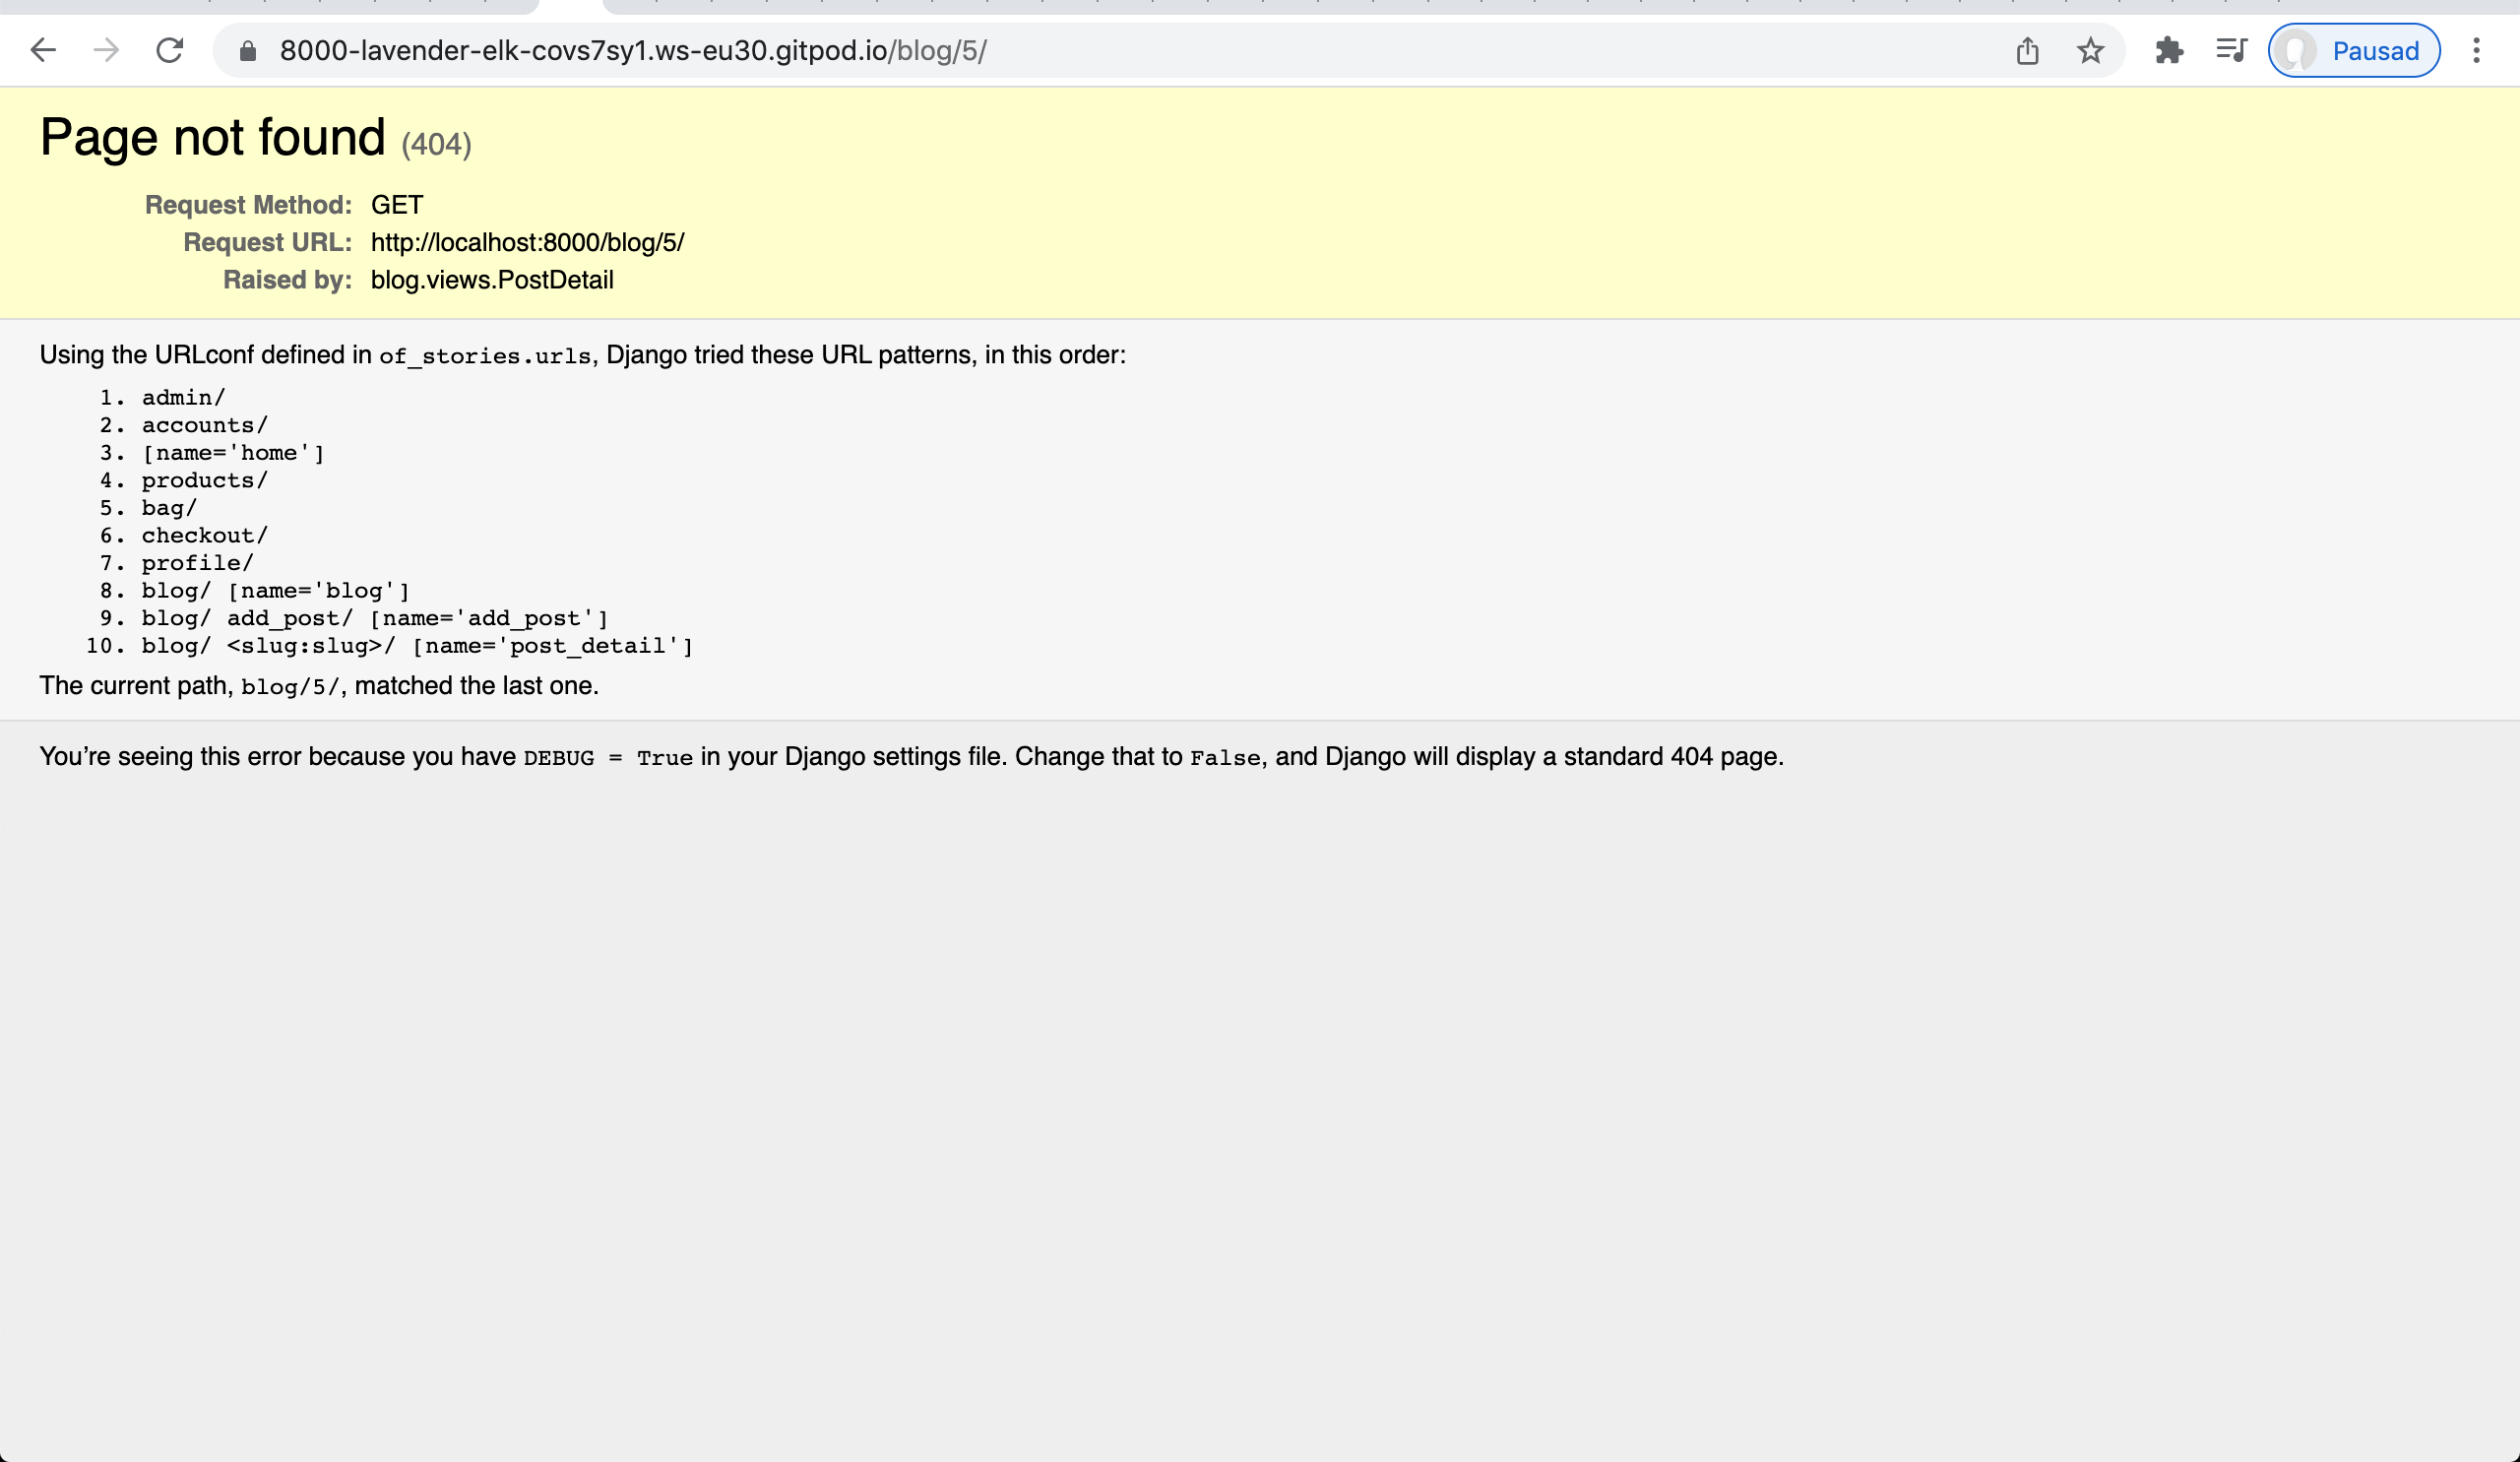 8000-lavender-elk-covs7sy1.ws-eu30.gitpod.io/blog/5/
Pausad
Page not found (404)
Request Method: GET
Request URL: http://localhost:8000/blog/5/
Raised by: blog.views.PostDetail
Using the URLconf defined in of_stories.urls, Django tried these URL patterns, in this order:
1. admin/
2. accounts/
3. [name='home']
4. products/
5. bag/
6. checkout/
7. profile/
8. blog/ [name='blog']
9. blog/ add_post/ [name='add_post']
10. blog/ <slug:slug>/ [name='post_detail']
The current path, blog/5/, matched the last one.
You’re seeing this error because you have DEBUG = True in your Django settings file. Change that to False, and Django will display a standard 404 page.